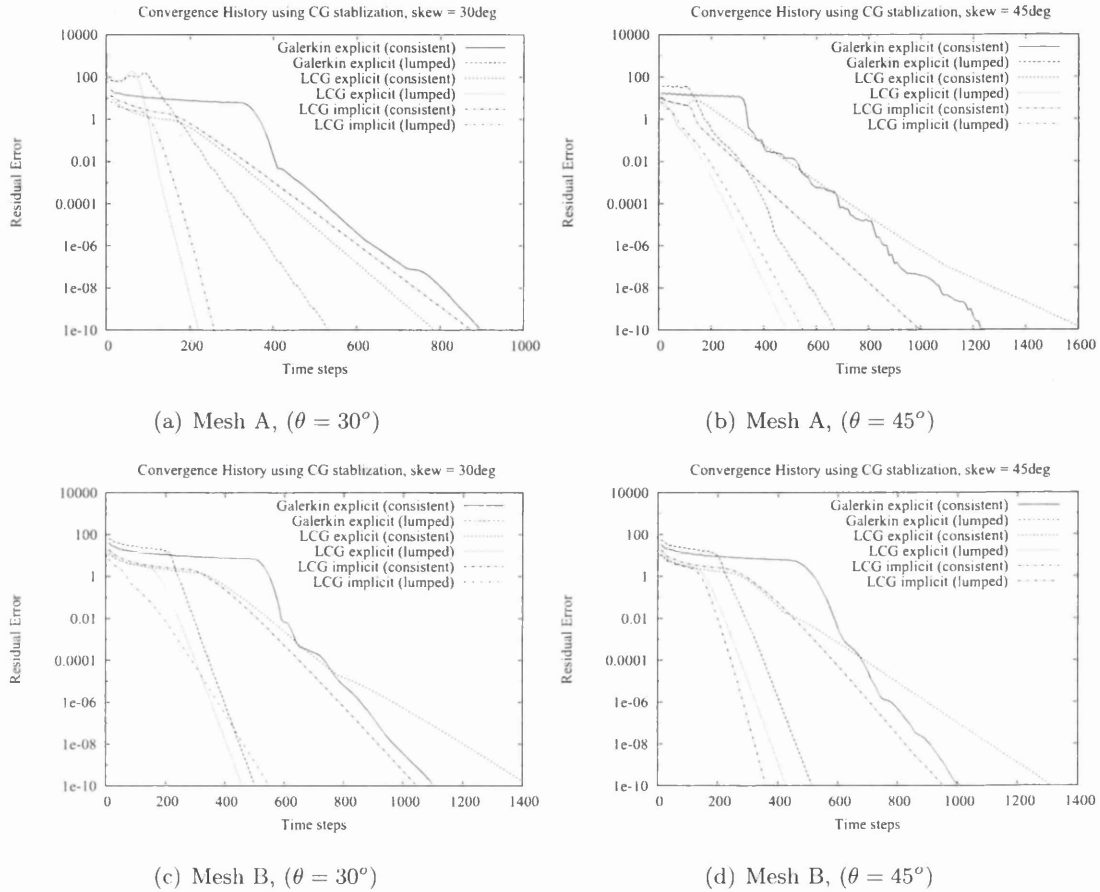 Convergence History using CG stablization, skew = 30deg
10000
100
1
0.01
0.0001
1e-06
1e-08
1e-10
Residual Error
Galerkin explicit (consistent)
Galerkin explicit (lumped)
LCG explicit (consistent)
LCG explicit (lumped)
LCG implicit (consistent)
LCG implicit (lumped)
0 200 400 600 800 1000
Time steps
(a) Mesh A, (θ = 30°)
Convergence History using CG stablization, skew = 45deg
10000
100
1
0.01
0.0001
1e-06
1e-08
1e-10
Residual Error
Galerkin explicit (consistent)
Galerkin explicit (lumped)
LCG explicit (consistent)
LCG explicit (lumped)
LCG implicit (consistent)
LCG implicit (lumped)
0 200 400 600 800 1000 1200 1400 1600
Time steps
(b) Mesh A, (θ = 45°)
Convergence History using CG stablization, skew = 30deg
10000
100
1
0.01
0.0001
1e-06
1e-08
1e-10
Residual Error
Galerkin explicit (consistent)
Galerkin explicit (lumped)
LCG explicit (consistent)
LCG explicit (lumped)
LCG implicit (consistent)
LCG implicit (lumped)
0 200 400 600 800 1000 1200 1400
Time steps
(c) Mesh B, (θ = 30°)
Convergence History using CG stablization, skew = 45deg
10000
100
1
0.01
0.0001
1e-06
1e-08
1e-10
Residual Error
Galerkin explicit (consistent)
Galerkin explicit (lumped)
LCG explicit (consistent)
LCG explicit (lumped)
LCG implicit (consistent)
LCG implicit (lumped)
0 200 400 600 800 1000 1200 1400
Time steps
(d) Mesh B, (θ = 45°)